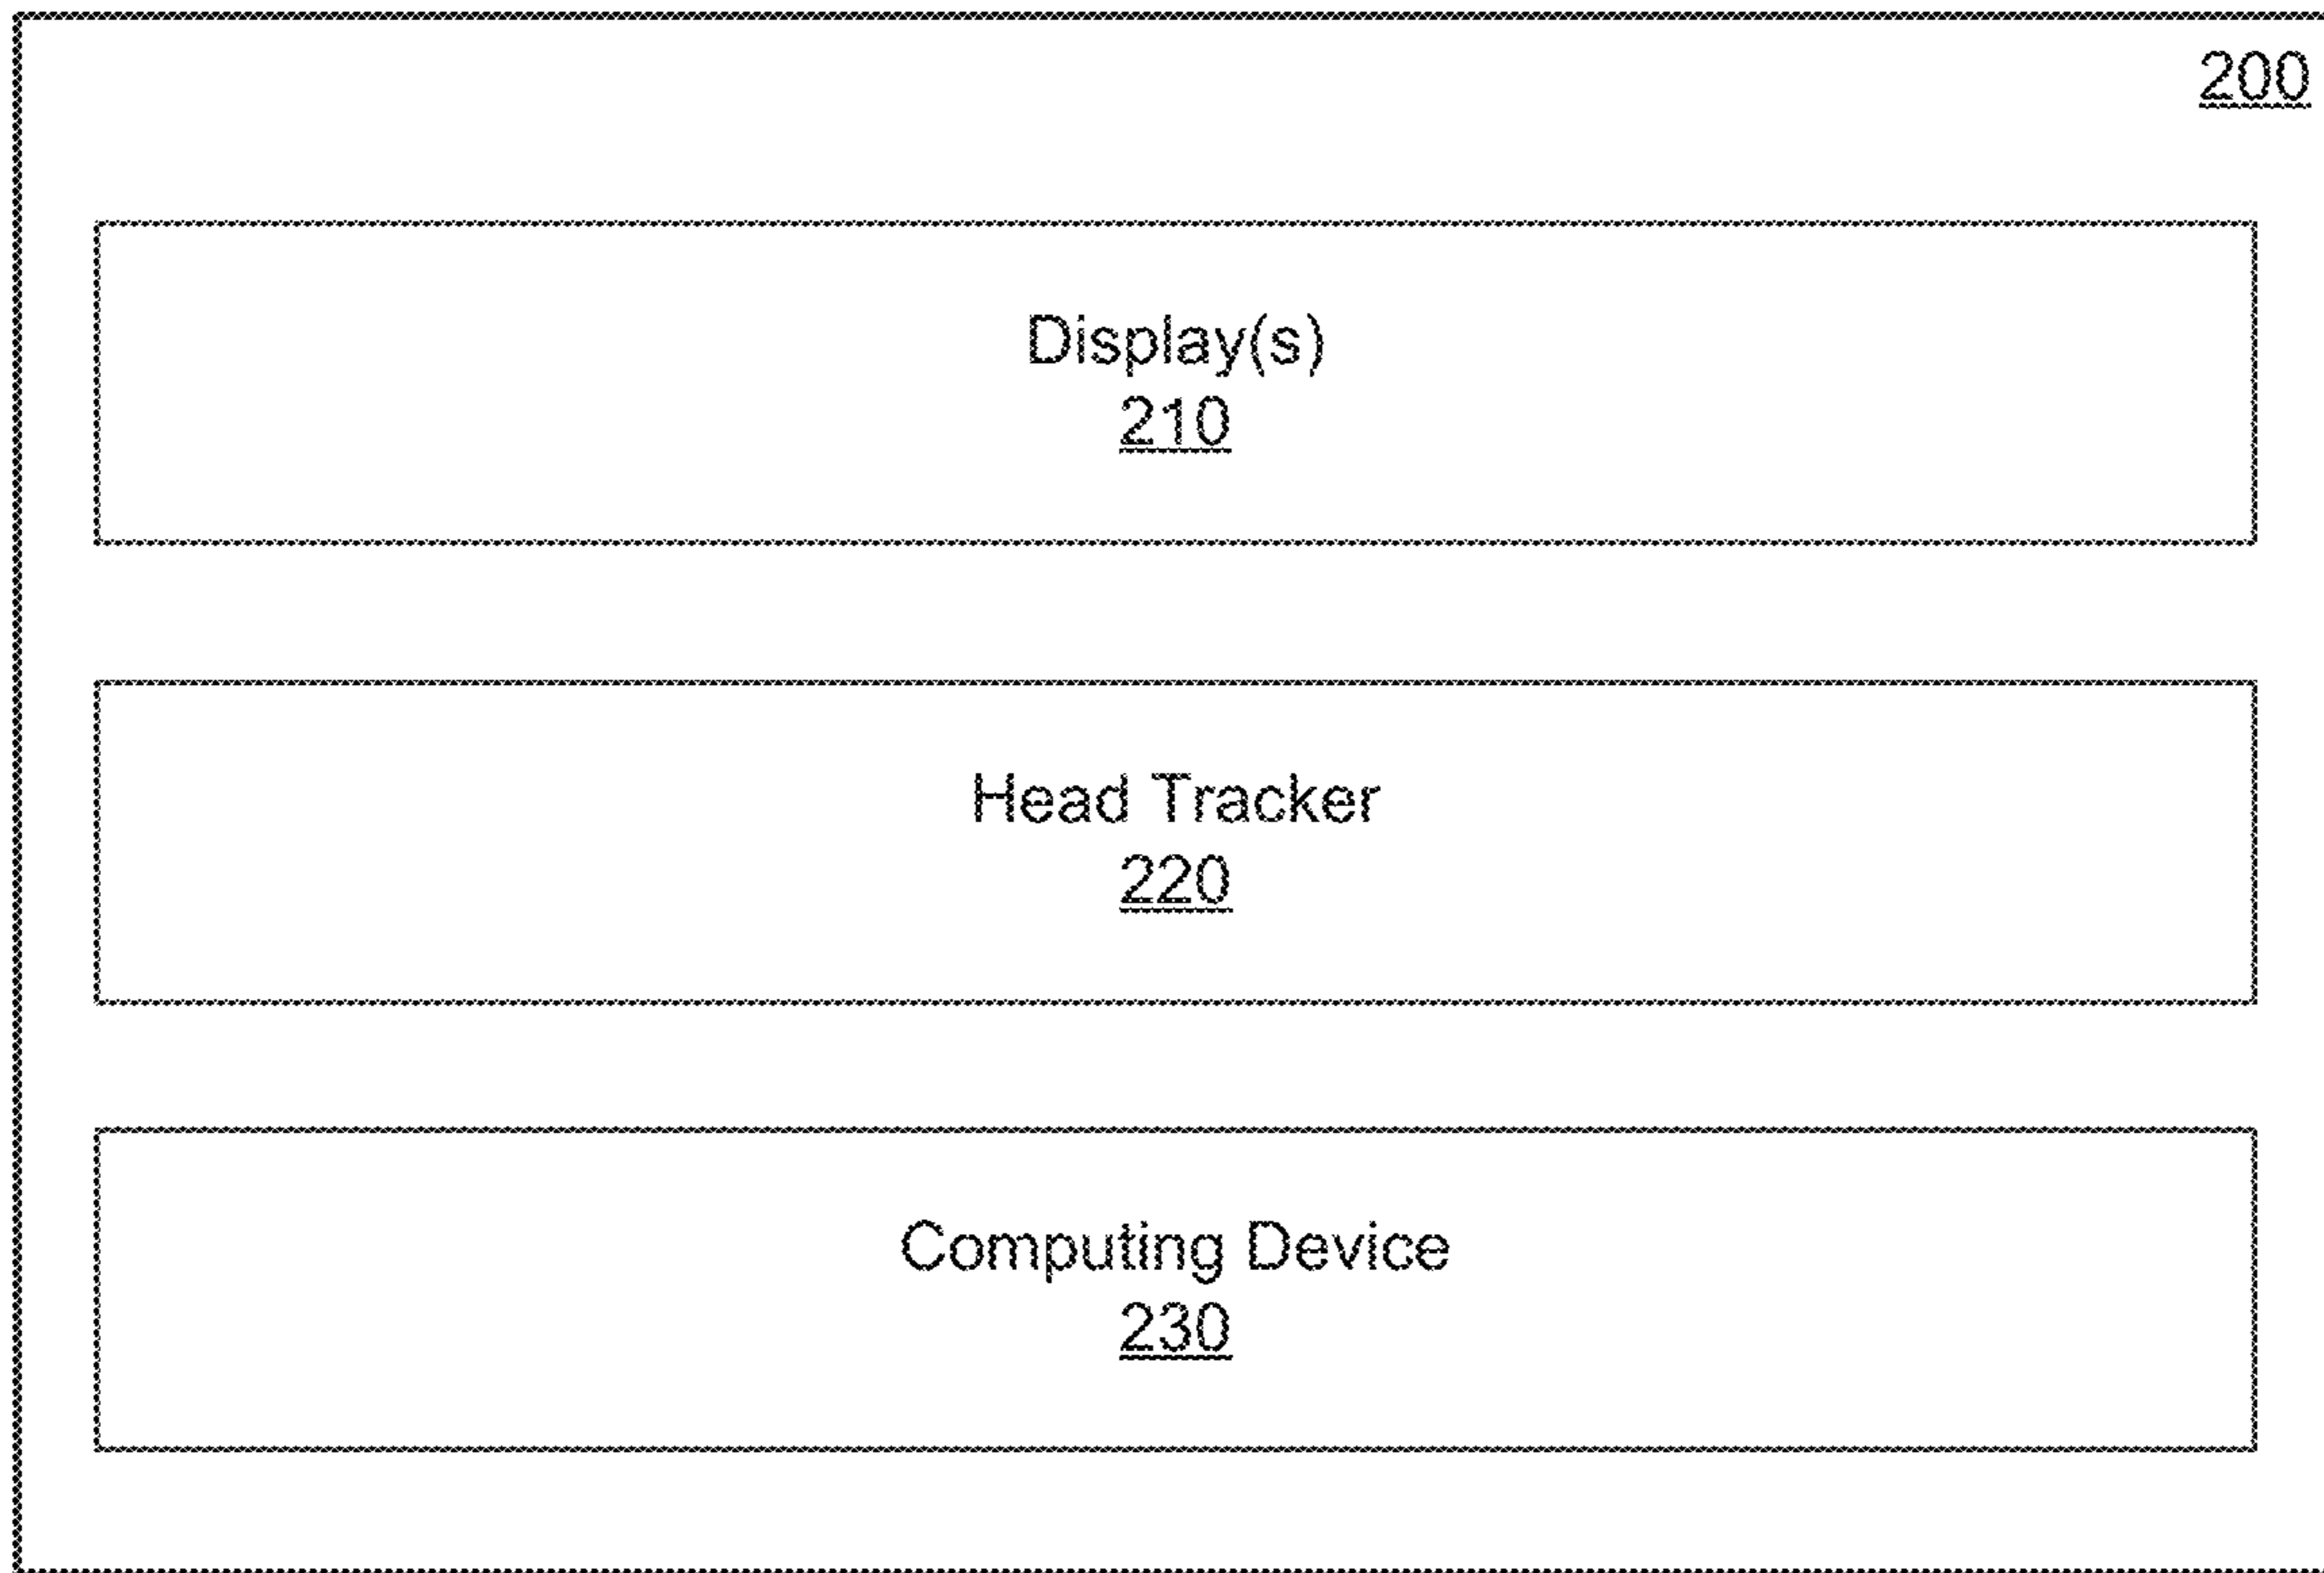 200
Display(s)
210
Head Tracker
220
Computing Device
230